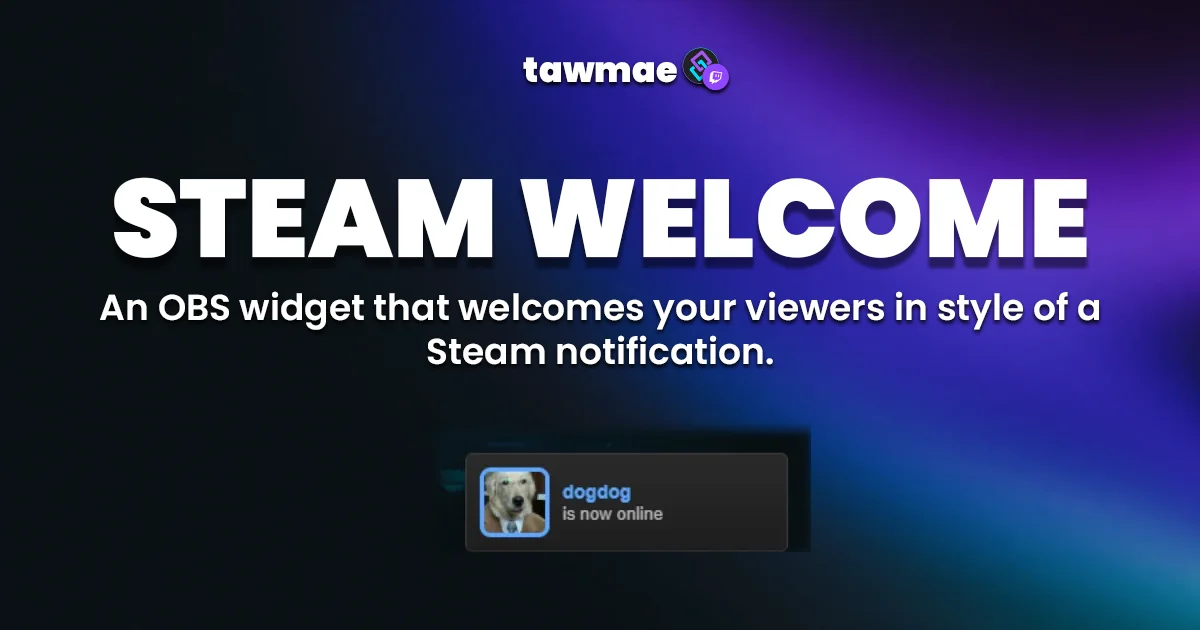 tawmae
STEAM WELCOME
An OBS widget that welcomes your viewers in style of a
Steam notification.
dogdog
is now online